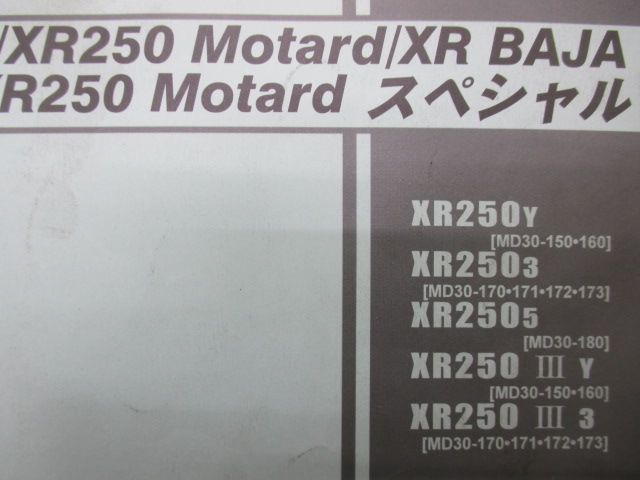 /XR250 Motard/XR BAJA
R250 Motard スペシャル
XR250Y
[MD30-150•160]
XR2503
[MD30-170•171•172•173]
XR2505
[MD30-180]
XR250 III Y
[MD30-150•160]
XR250 III 3
[MD30-170•171•172•173]